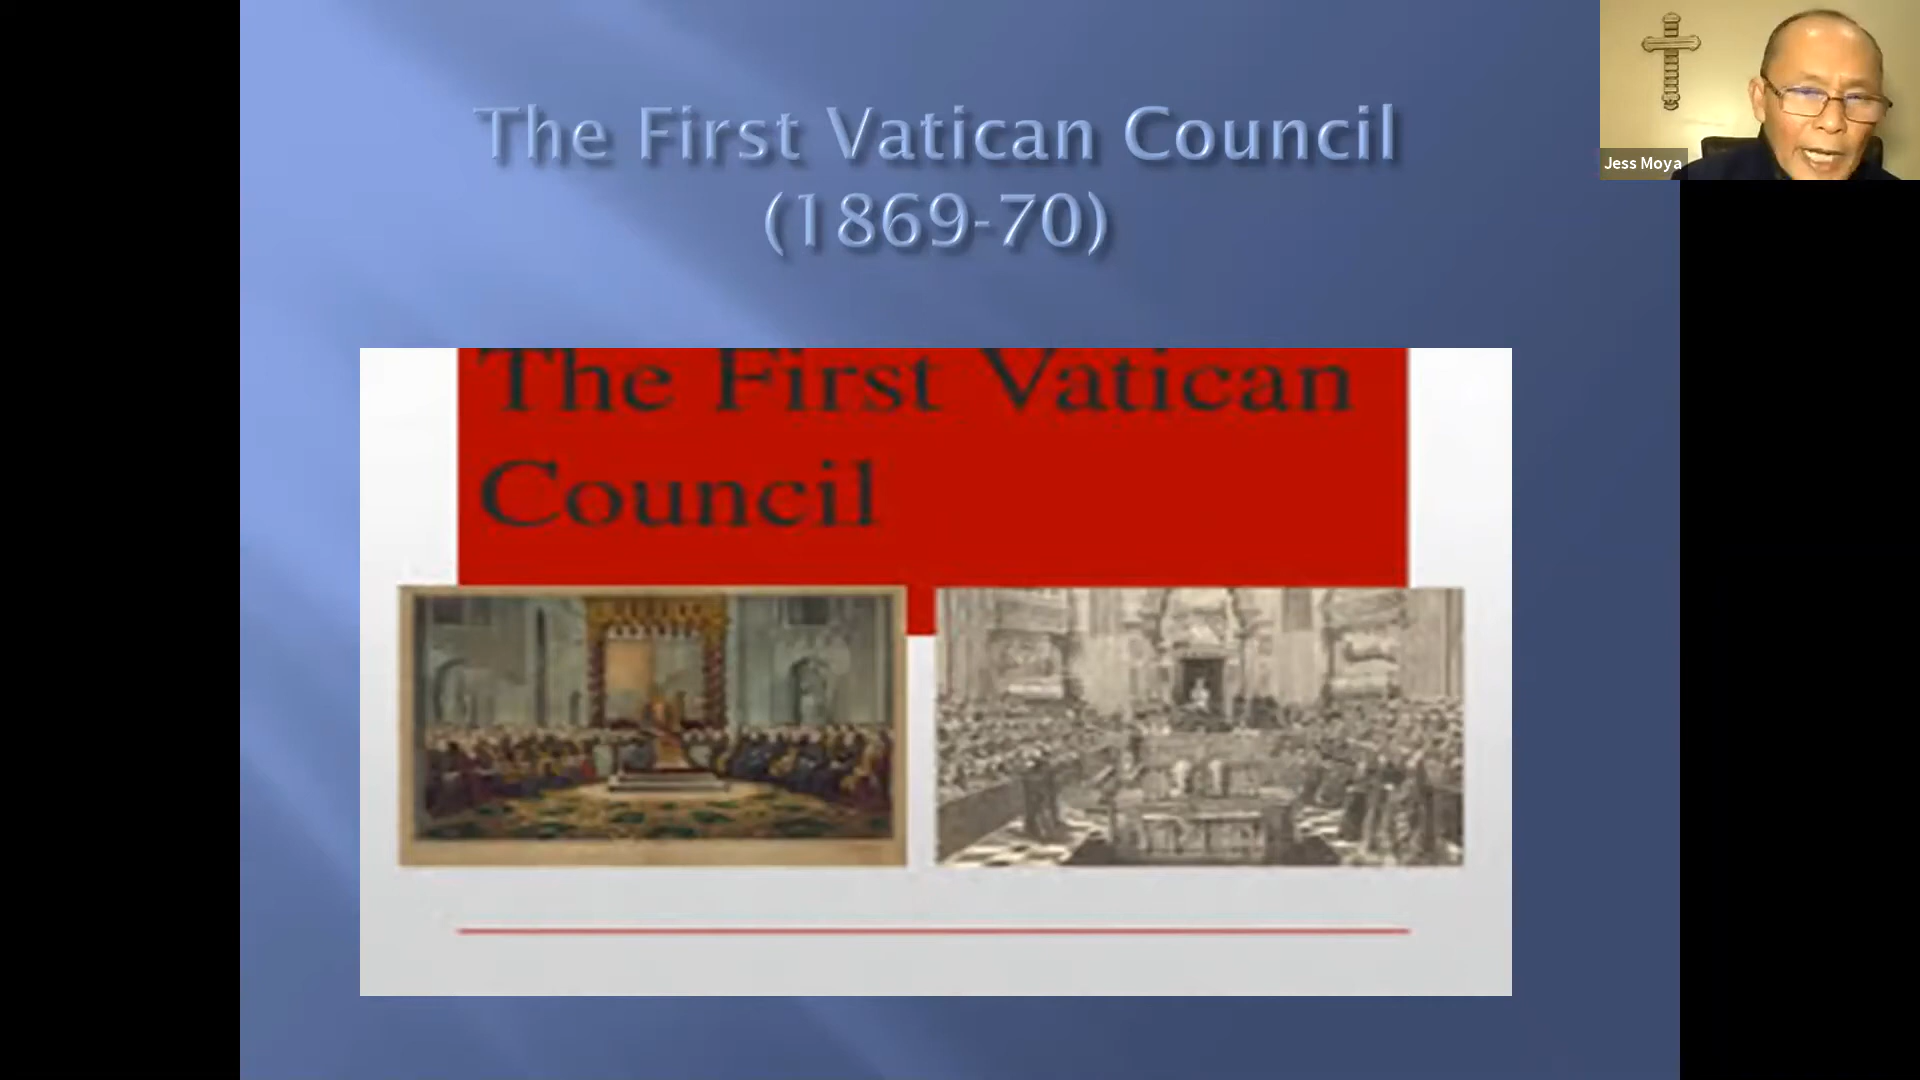 The First Vatican Council
(1869-70)
Jess Moya
The First Vatican
Council